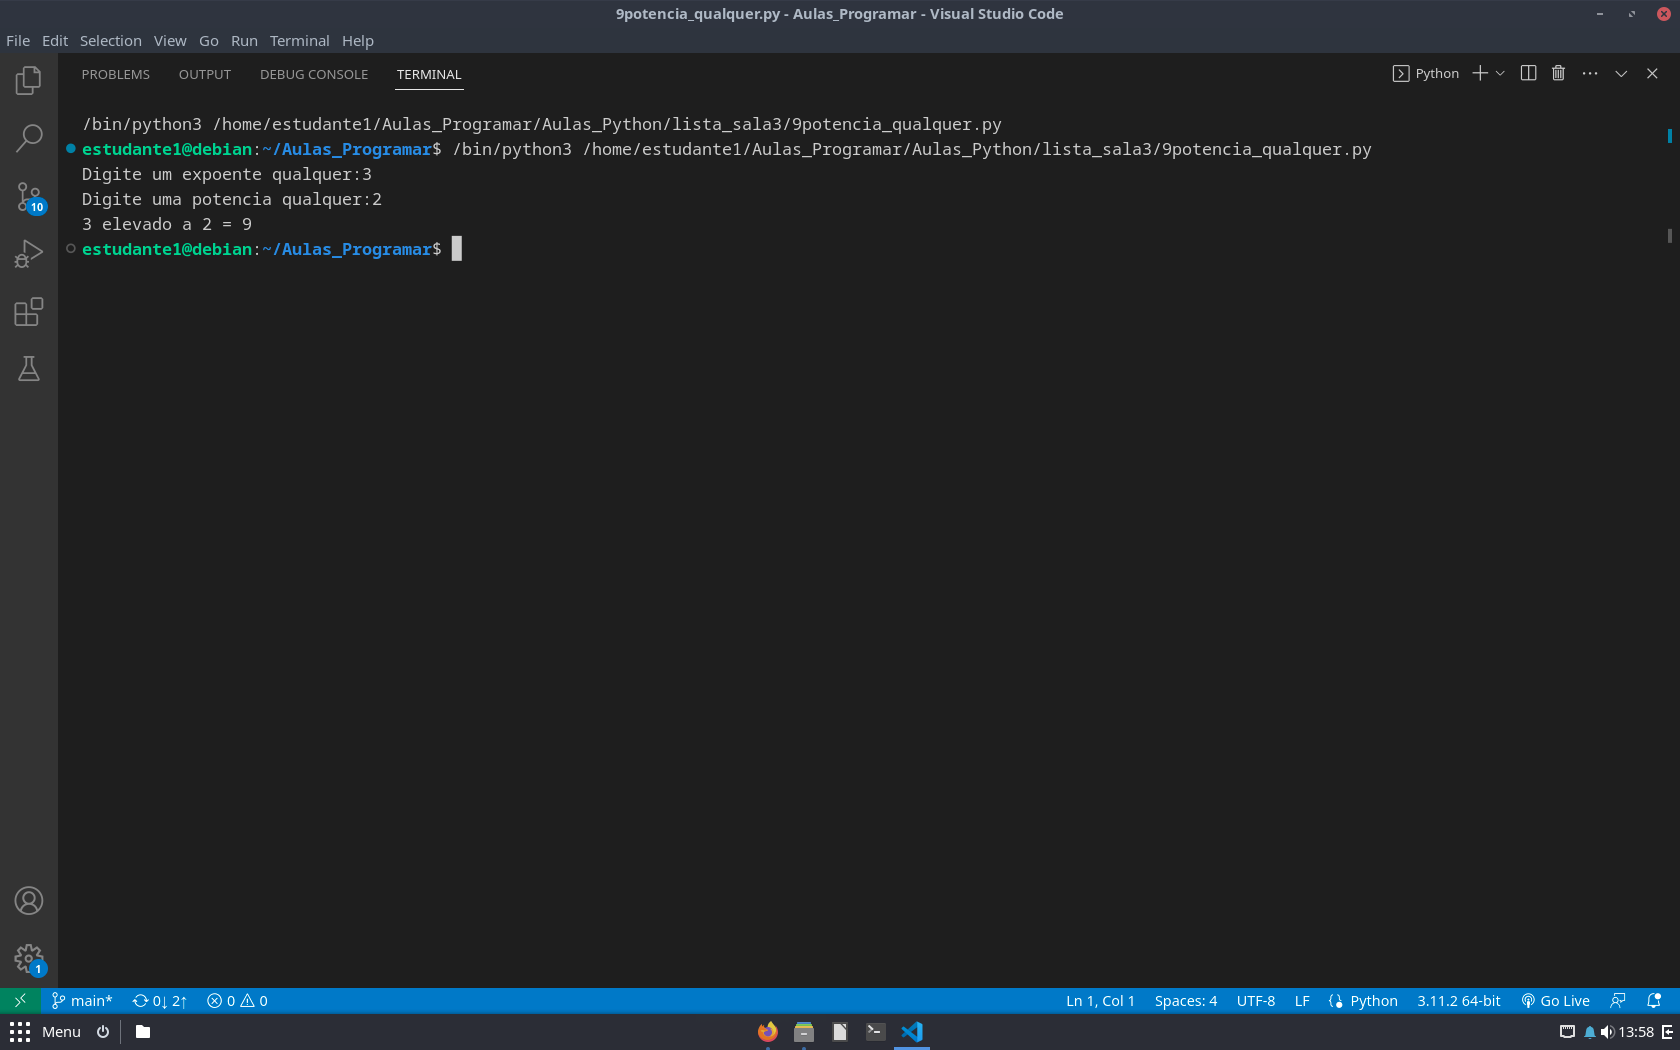 9potencia_qualquer.py - Aulas_Programar - Visual Studio Code
File Edit Selection View Go Run Terminal Help
PROBLEMS OUTPUT DEBUG CONSOLE TERMINAL Python
/bin/python3 /home/estudante1/Aulas_Programar/Aulas_Python/lista_sala3/9potencia_qualquer.py
estudante1@debian:~/Aulas_Programar$ /bin/python3 /home/estudante1/Aulas_Programar/Aulas_Python/lista_sala3/9potencia_qualquer.py
Digite um expoente qualquer:3
Digite uma potencia qualquer:2
3 elevado a 2 = 9
estudante1@debian:~/Aulas_Programar$
10
1
main* 0↓ 2↑ 0 0 Ln 1, Col 1 Spaces: 4 UTF-8 LF Python 3.11.2 64-bit Go Live
Menu 13:58